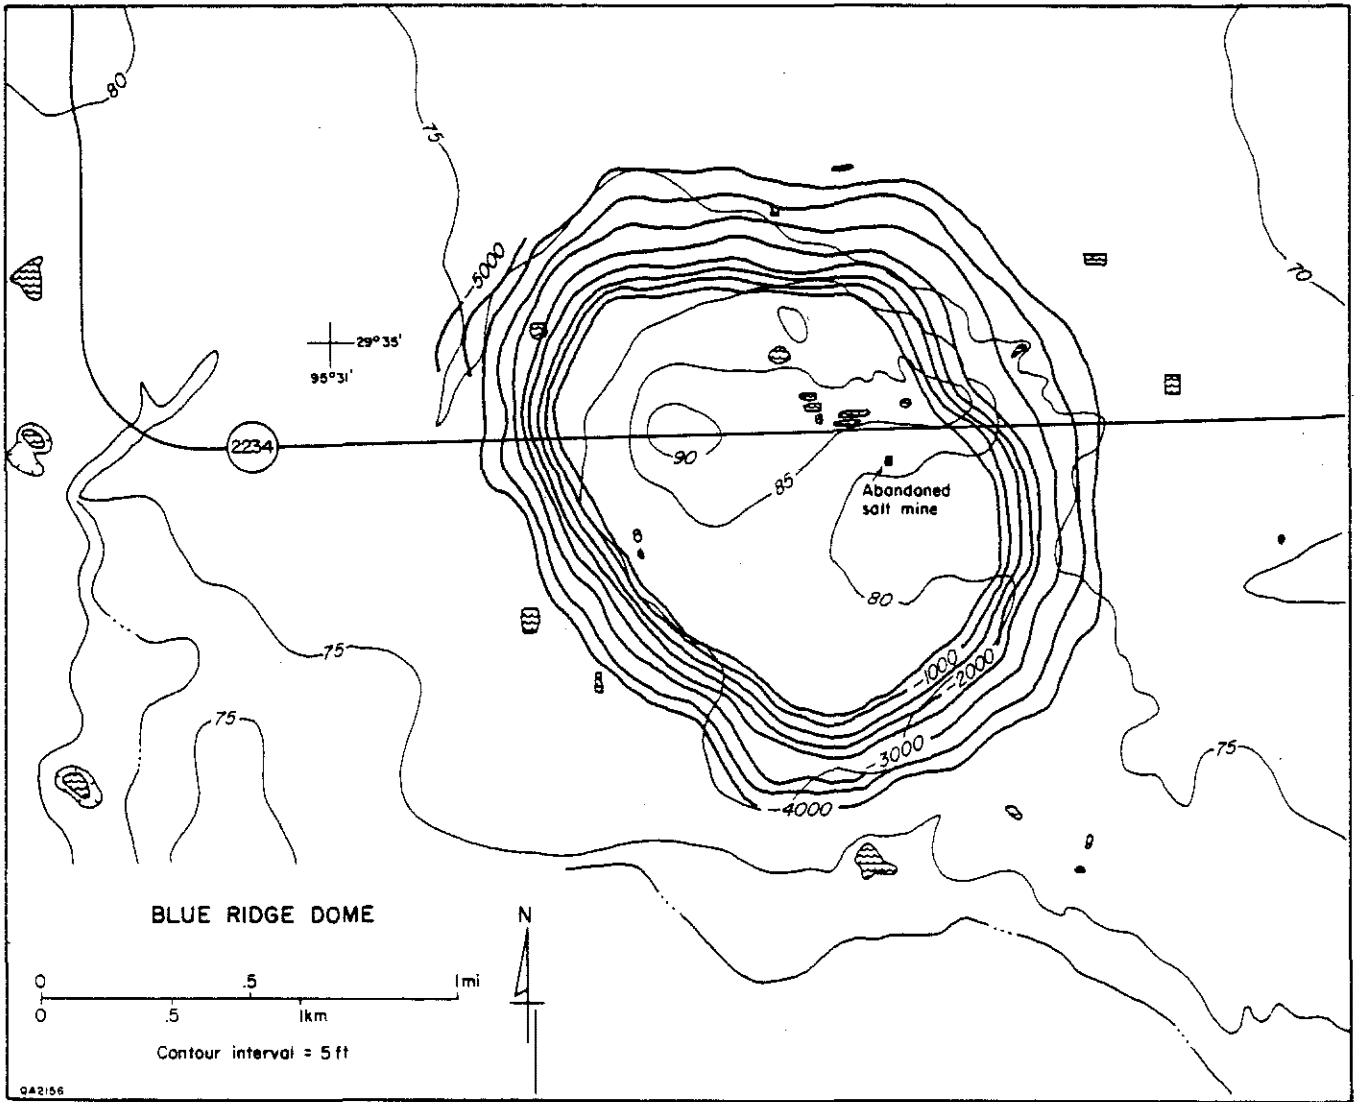 80
75
70
-5000
29°35'
95°31'
2234
90
85
Abandoned
salt mine
80
-1000
-2000
75
75
-3000
75
-4000
BLUE RIDGE DOME
N
0 .5 1mi
0 .5 1km
Contour interval = 5 ft
QA2156